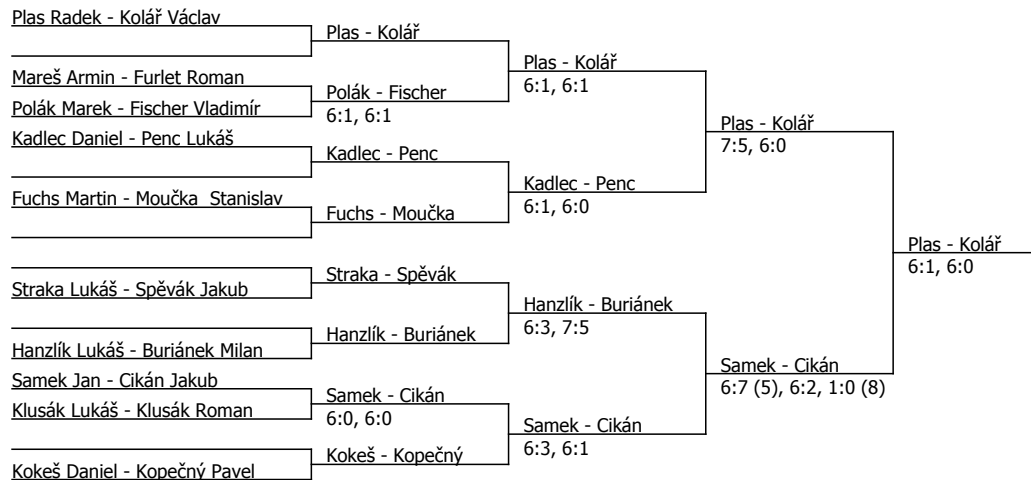 Plas Radek - Kolář Václav
Plas - Kolář
Plas - Kolář
6:1, 6:1
Mareš Armin - Furlet Roman
Polák - Fischer
6:1, 6:1
Polák Marek - Fischer Vladimír
Plas - Kolář
7:5, 6:0
Kadlec Daniel - Penc Lukáš
Kadlec - Penc
Kadlec - Penc
6:1, 6:0
Fuchs Martin - Moučka  Stanislav
Fuchs - Moučka
Plas - Kolář
6:1, 6:0
Straka - Spěvák
Straka Lukáš - Spěvák Jakub
Hanzlík - Buriánek
6:3, 7:5
Hanzlík - Buriánek
Hanzlík Lukáš - Buriánek Milan
Samek - Cikán
6:7 (5), 6:2, 1:0 (8)
Samek Jan - Cikán Jakub
Samek - Cikán
6:0, 6:0
Klusák Lukáš - Klusák Roman
Samek - Cikán
6:3, 6:1
Kokeš - Kopečný
Kokeš Daniel - Kopečný Pavel